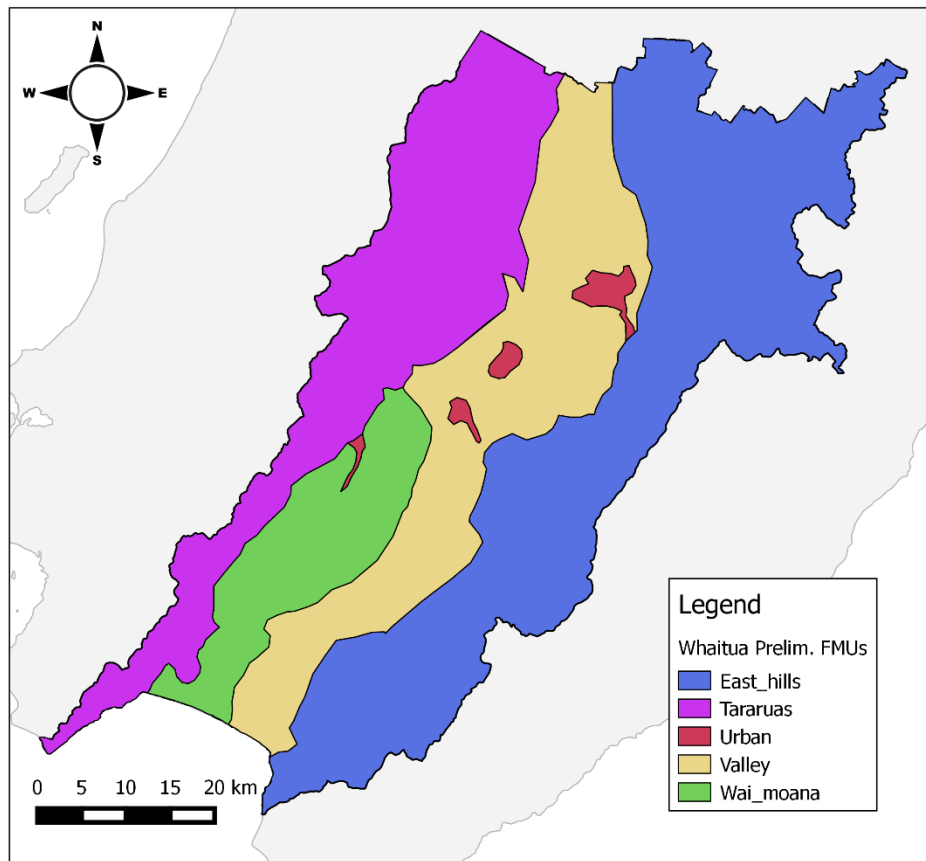 N
W E
S
Legend
Whaitua Prelim. FMUs
East_hills
Tararuas
Urban
Valley
Wai_moana
0 5 10 15 20 km